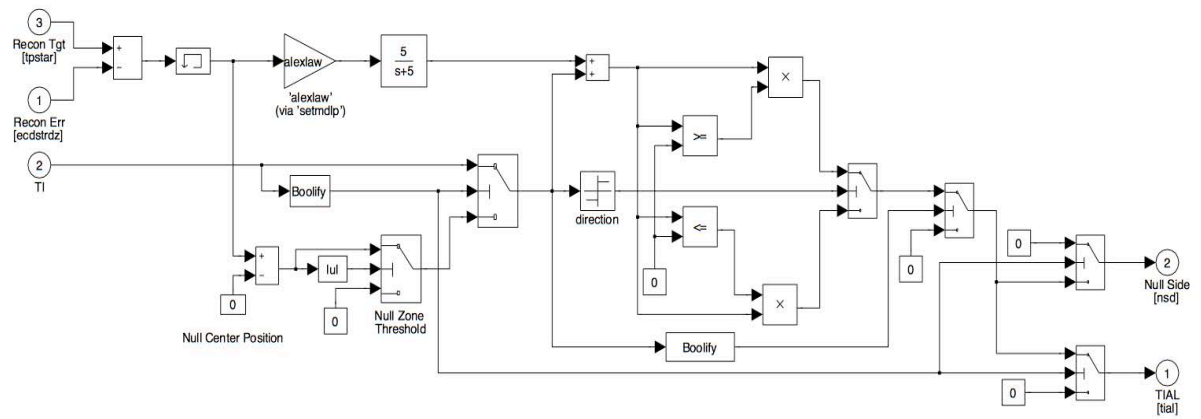 3
Recon Tgt
[tpstar]
+
−
1
Recon Err
[ecdstrdz]
2
TI
alexlaw
'alexlaw'
(via 'setmdlp')
5
s+5
+
+
×
>=
Boolify
direction
<=
0
×
+
−
0
Null Center Position
|u|
0
Null Zone
Threshold
Boolify
0
0
2
Null Side
[nsd]
0
1
TIAL
[tial]